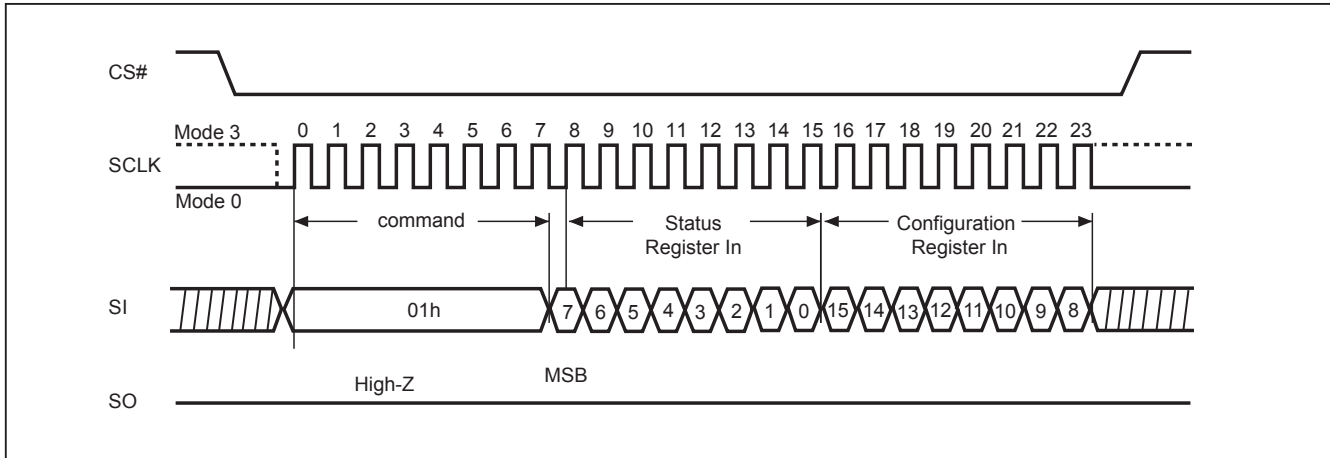 CS#
Mode 3
0 1 2 3 4 5 6 7 8 9 10 11 12 13 14 15 16 17 18 19 20 21 22 23
SCLK
Mode 0
command
Status
Register In
Configuration
Register In
SI
01h
7 6 5 4 3 2 1 0 15 14 13 12 11 10 9 8
High-Z
MSB
SO